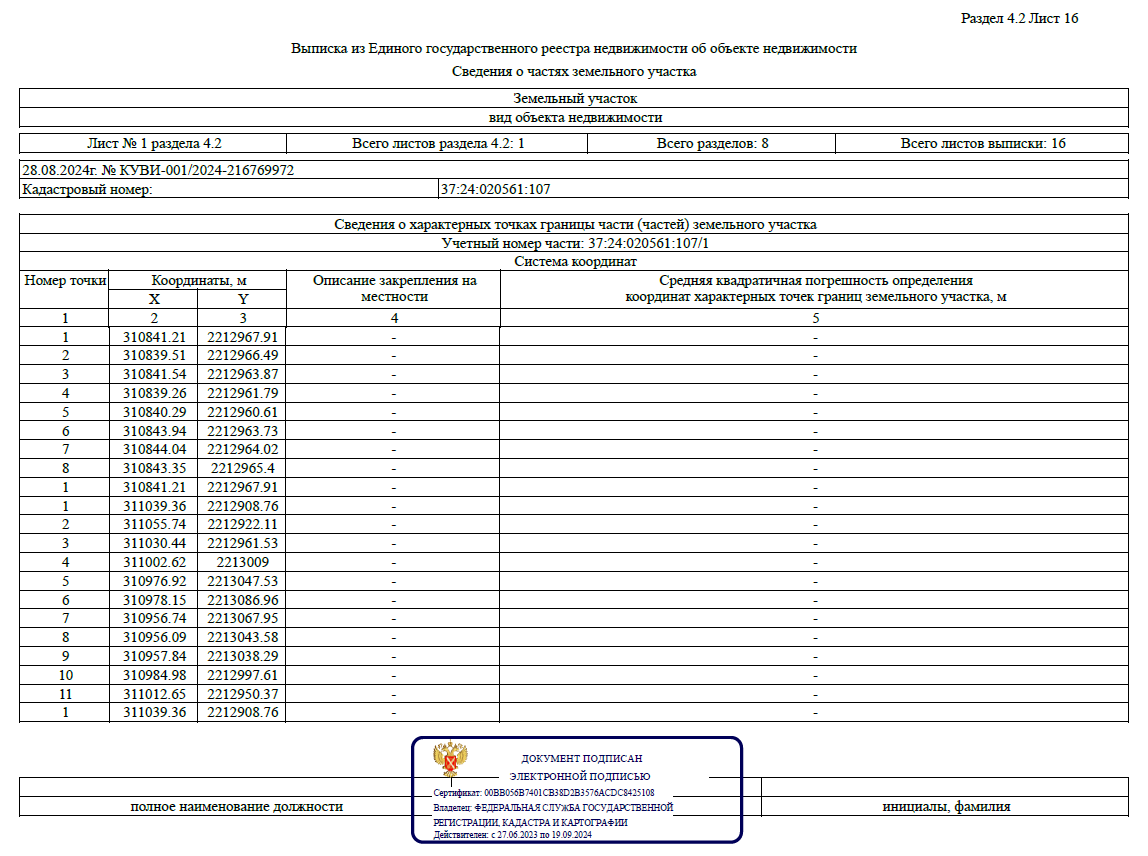 Раздел 4.2 Лист 16
Выписка из Единого государственного реестра недвижимости об объекте недвижимости
Сведения о частях земельного участка
Земельный участок
вид объекта недвижимости
Лист № 1 раздела 4.2 Всего листов раздела 4.2: 1 Всего разделов: 8 Всего листов выписки: 16
28.08.2024г. № КУВИ-001/2024-216769972
Кадастровый номер: 37:24:020561:107
Сведения о характерных точках границы части (частей) земельного участка
Учетный номер части: 37:24:020561:107/1
Система координат
Номер точки Координаты, м Описание закрепления на местности Средняя квадратичная погрешность определения координат характерных точек границ земельного участка, м
X Y
1 2 3 4 5
1 310841.21 2212967.91 - -
2 310839.51 2212966.49 - -
3 310841.54 2212963.87 - -
4 310839.26 2212961.79 - -
5 310840.29 2212960.61 - -
6 310843.94 2212963.73 - -
7 310844.04 2212964.02 - -
8 310843.35 2212965.4 - -
1 310841.21 2212967.91 - -
1 311039.36 2212908.76 - -
2 311055.74 2212922.11 - -
3 311030.44 2212961.53 - -
4 311002.62 2213009 - -
5 310976.92 2213047.53 - -
6 310978.15 2213086.96 - -
7 310956.74 2213067.95 - -
8 310956.09 2213043.58 - -
9 310957.84 2213038.29 - -
10 310984.98 2212997.61 - -
11 311012.65 2212950.37 - -
1 311039.36 2212908.76 - -
ДОКУМЕНТ ПОДПИСАН
ЭЛЕКТРОННОЙ ПОДПИСЬЮ
Сертификат: 00BB056B7401CB38D2B3576ACDC8425108
Владелец: ФЕДЕРАЛЬНАЯ СЛУЖБА ГОСУДАРСТВЕННОЙ
РЕГИСТРАЦИИ, КАДАСТРА И КАРТОГРАФИИ
Действителен: с 27.06.2023 по 19.09.2024
полное наименование должности инициалы, фамилия